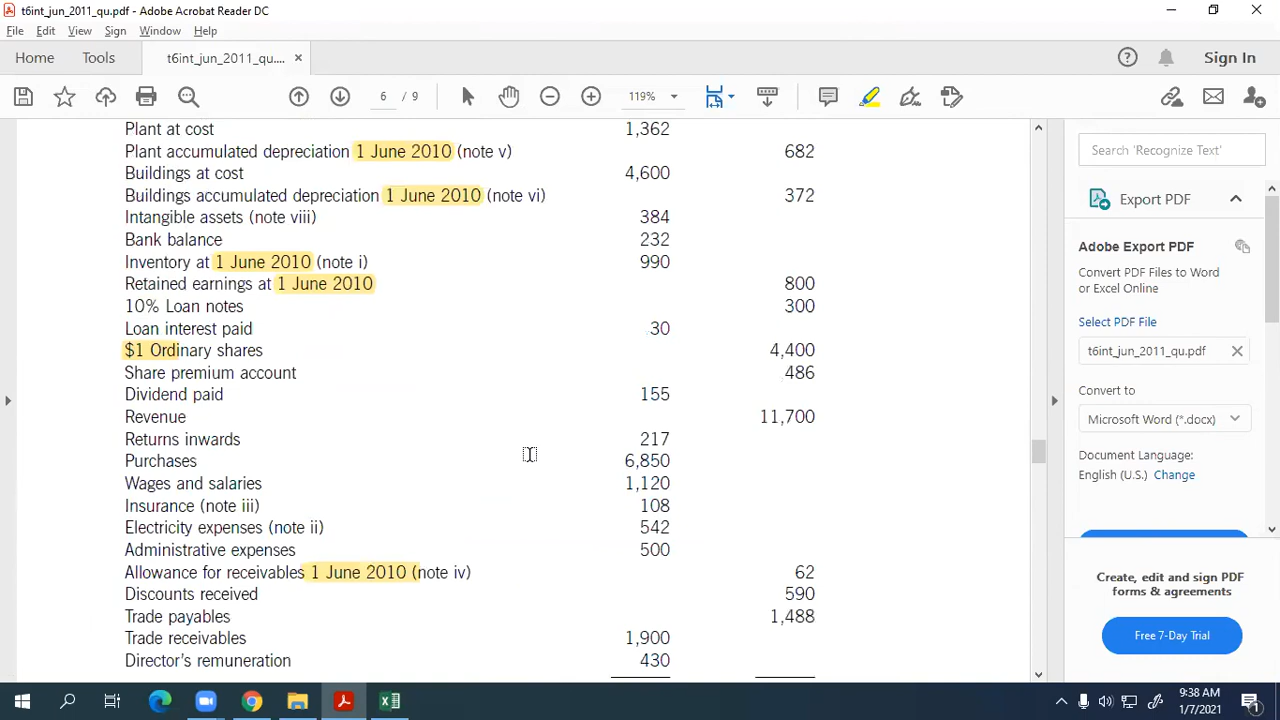 t6int_jun_2011_qu.pdf - Adobe Acrobat Reader DC
File Edit View Sign Window Help
Home Tools t6int_jun_2011_qu.... × Sign In
6 / 9 119%
Plant at cost 1,362
Plant accumulated depreciation 1 June 2010 (note v) 682
Buildings at cost 4,600
Buildings accumulated depreciation 1 June 2010 (note vi) 372
Intangible assets (note viii) 384
Bank balance 232
Inventory at 1 June 2010 (note i) 990
Retained earnings at 1 June 2010 800
10% Loan notes 300
Loan interest paid 30
$1 Ordinary shares 4,400
Share premium account 486
Dividend paid 155
Revenue 11,700
Returns inwards 217
Purchases 6,850
Wages and salaries 1,120
Insurance (note iii) 108
Electricity expenses (note ii) 542
Administrative expenses 500
Allowance for receivables 1 June 2010 (note iv) 62
Discounts received 590
Trade payables 1,488
Trade receivables 1,900
Director's remuneration 430
Search 'Recognize Text'
Export PDF
Adobe Export PDF
Convert PDF Files to Word
or Excel Online
Select PDF File
t6int_jun_2011_qu.pdf
Convert to
Microsoft Word (*.docx)
Document Language:
English (U.S.) Change
Create, edit and sign PDF
forms & agreements
Free 7-Day Trial
9:38 AM
1/7/2021
1